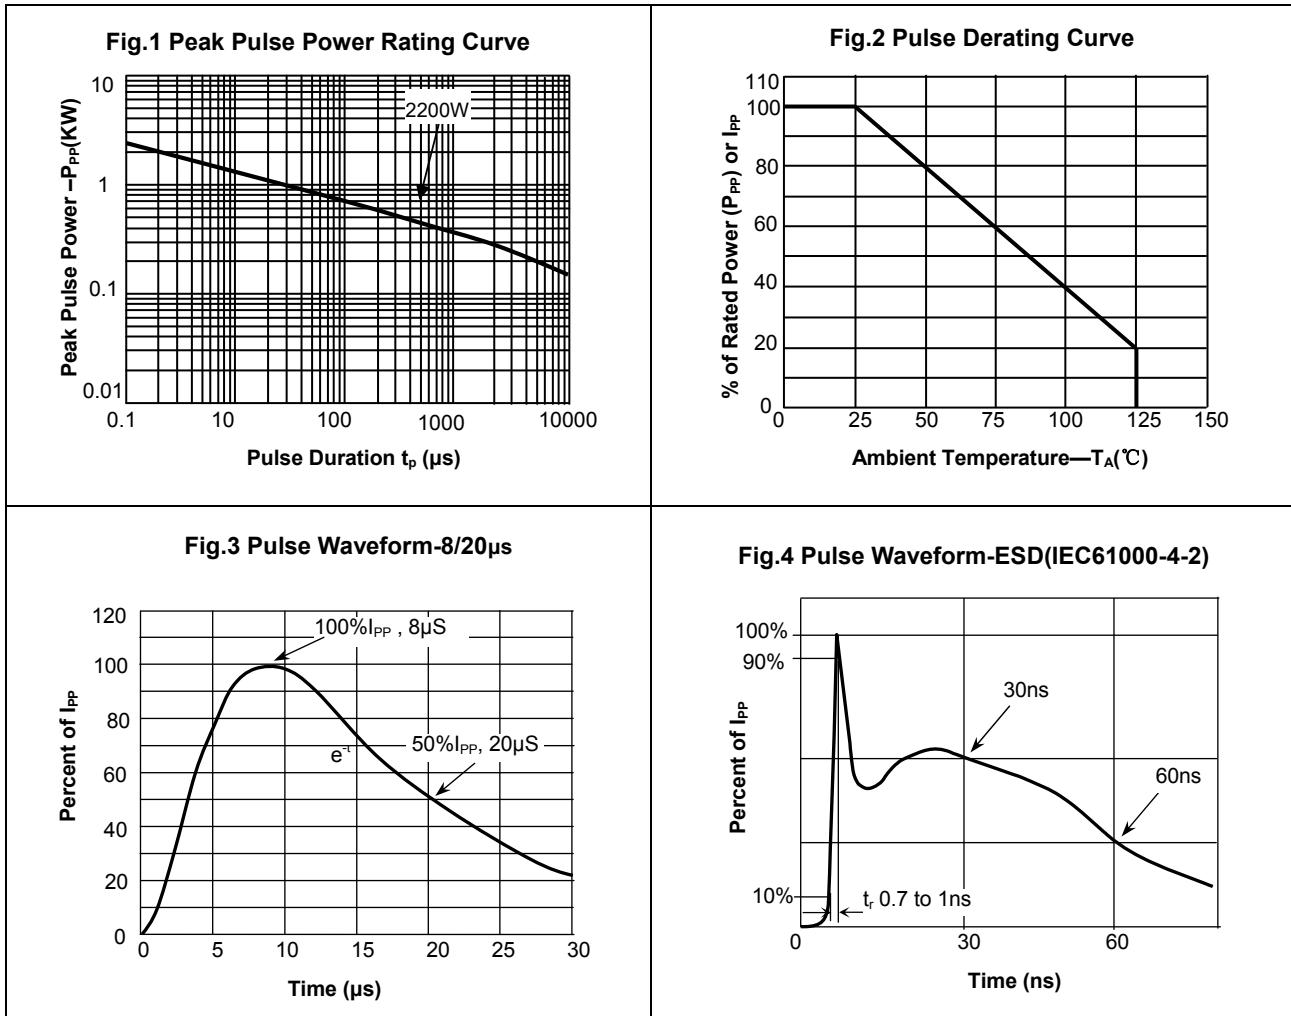 Fig.1 Peak Pulse Power Rating Curve
10
1
0.1
0.01
2200W
Peak Pulse Power –PPP(KW)
0.1 10 100 1000 10000
Pulse Duration tp (µs)
Fig.2 Pulse Derating Curve
110
100
80
60
40
20
0
% of Rated Power (PPP) or IPP
0 25 50 75 100 125 150
Ambient Temperature—TA(℃)
Fig.3 Pulse Waveform-8/20µs
120
100
80
60
40
20
0
Percent of IPP
100%IPP , 8µS
e-t
50%IPP, 20µS
0 5 10 15 20 25 30
Time (µs)
Fig.4 Pulse Waveform-ESD(IEC61000-4-2)
100%
90%
10%
Percent of IPP
30ns
60ns
tr 0.7 to 1ns
0 30 60
Time (ns)